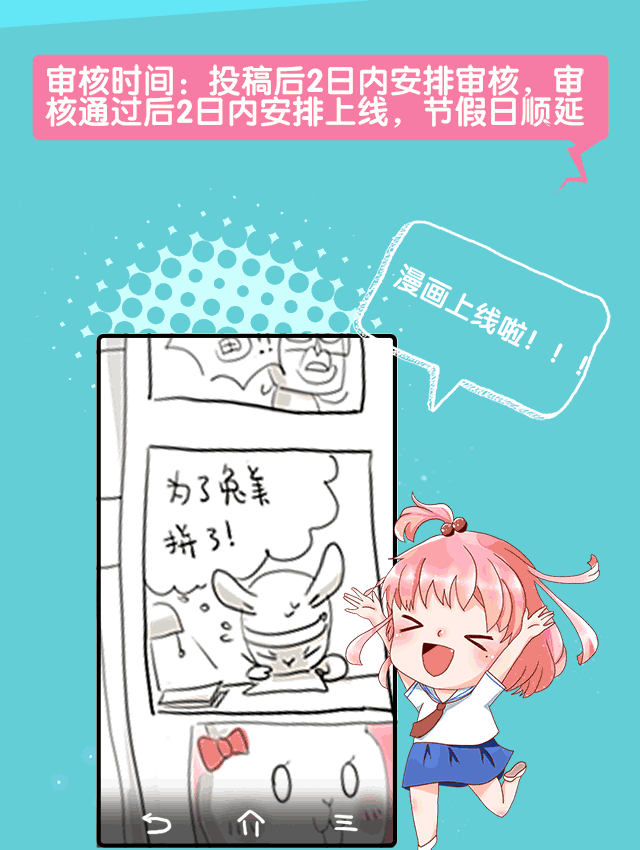 审核时间：投稿后2日内安排审核，审
核通过后2日内安排上线，节假日顺延
漫画上线啦！！！
!!
为了兔美
拼了!